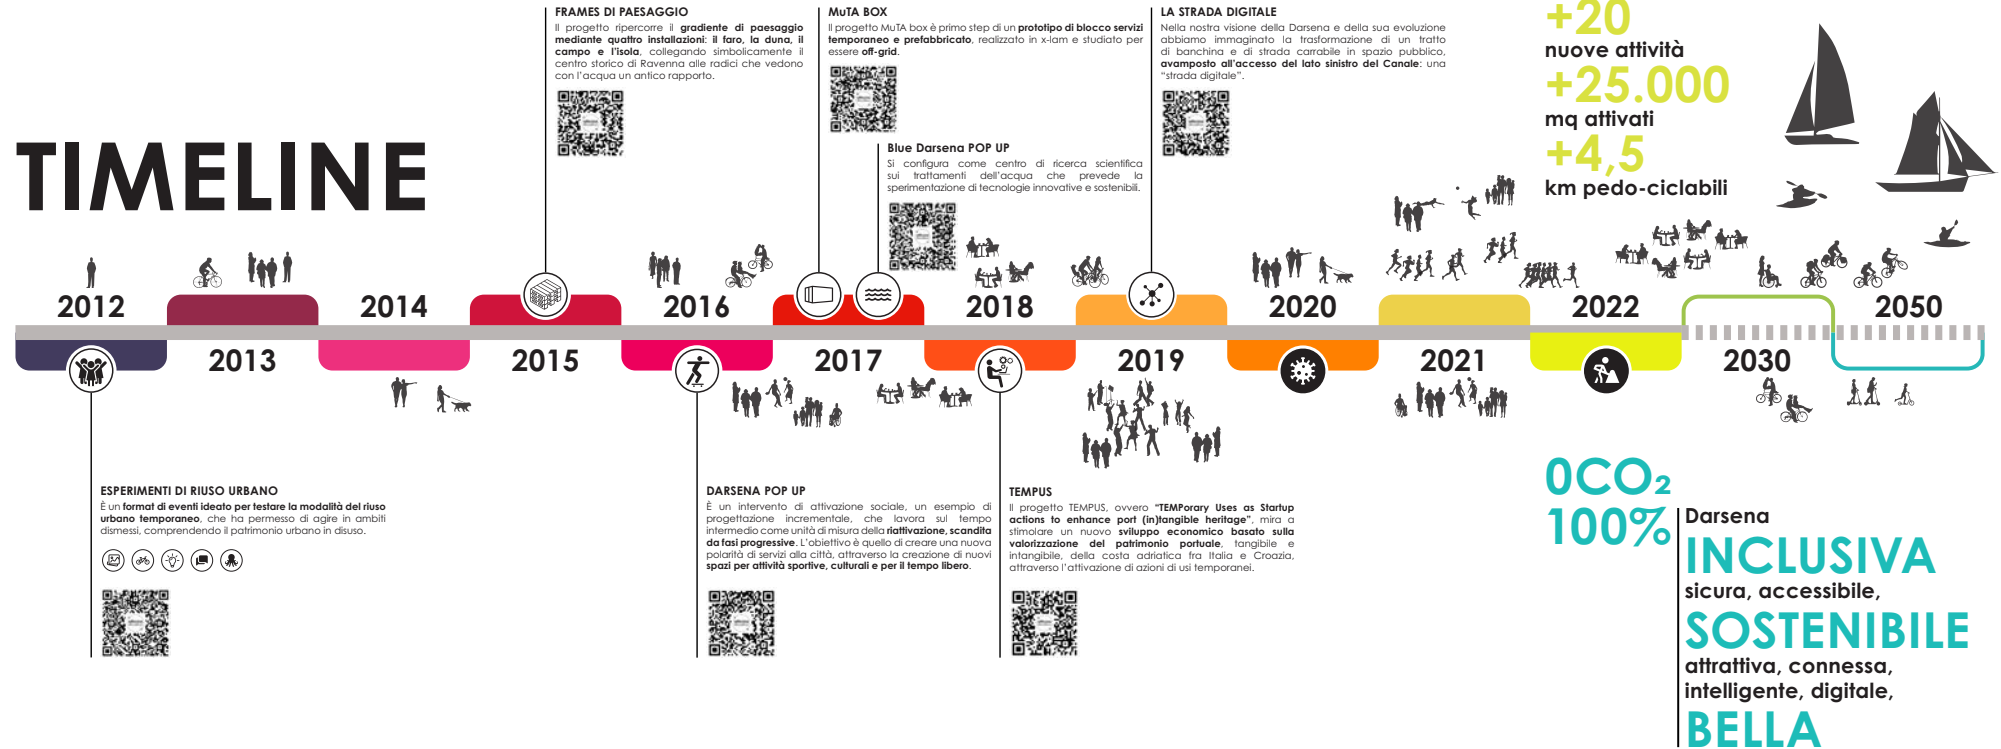 FRAMES DI PAESAGGIO
Il progetto ripercorre il gradiente di paesaggio
mediante quattro installazioni: il faro, la duna, il
campo e l'isola, collegando simbolicamente il
centro storico di Ravenna alle radici che vedono
con l'acqua un antico rapporto.
MuTA BOX
Il progetto MuTA box è primo step di un prototipo di blocco servizi
temporaneo e prefabbricato, realizzato in x-lam e studiato per
essere off-grid.
Blue Darsena POP UP
Si configura come centro di ricerca scientifica
sui trattamenti dell'acqua che prevede la
sperimentazione di tecnologie innovative e sostenibili.
LA STRADA DIGITALE
Nella nostra visione della Darsena e della sua evoluzione
abbiamo immaginato la trasformazione di un tratto
di banchina e di strada carrabile in spazio pubblico,
avamposto all'accesso del lato sinistro del Canale: una
"strada digitale".
+20
nuove attività
+25.000
mq attivati
+4,5
km pedo-ciclabili
TIMELINE
2012
2013
2014
2015
2016
2017
2018
2019
2020
2021
2022
2030
2050
ESPERIMENTI DI RIUSO URBANO
È un format di eventi ideato per testare la modalità del riuso
urbano temporaneo, che ha permesso di agire in ambiti
dismessi, comprendendo il patrimonio urbano in disuso.
DARSENA POP UP
È un intervento di attivazione sociale, un esempio di
progettazione incrementale, che lavora sul tempo
intermedio come unità di misura della riattivazione, scandita
da fasi progressive. L'obiettivo è quello di creare una nuova
polarità di servizi alla città, attraverso la creazione di nuovi
spazi per attività sportive, culturali e per il tempo libero.
TEMPUS
Il progetto TEMPUS, ovvero "TEMPorary Uses as Startup
actions to enhance port (in)tangible heritage", mira a
stimolare un nuovo sviluppo economico basato sulla
valorizzazione del patrimonio portuale, tangibile e
intangibile, della costa adriatica fra Italia e Croazia,
attraverso l'attivazione di azioni di usi temporanei.
0CO₂
100%
Darsena
INCLUSIVA
sicura, accessibile,
SOSTENIBILE
attrattiva, connessa,
intelligente, digitale,
BELLA